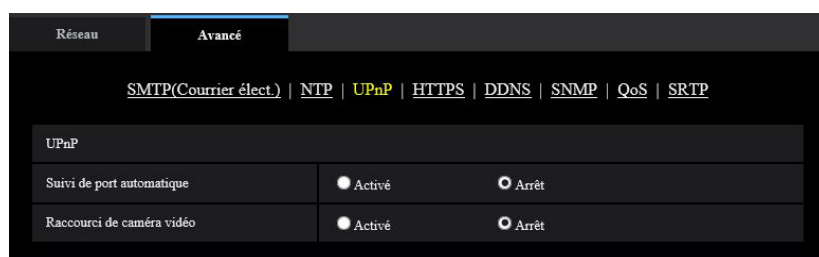 Réseau Avancé
SMTP(Courrier élect.) | NTP | UPnP | HTTPS | DDNS | SNMP | QoS | SRTP
UPnP
Suivi de port automatique Activé Arrêt
Raccourci de caméra vidéo Activé Arrêt